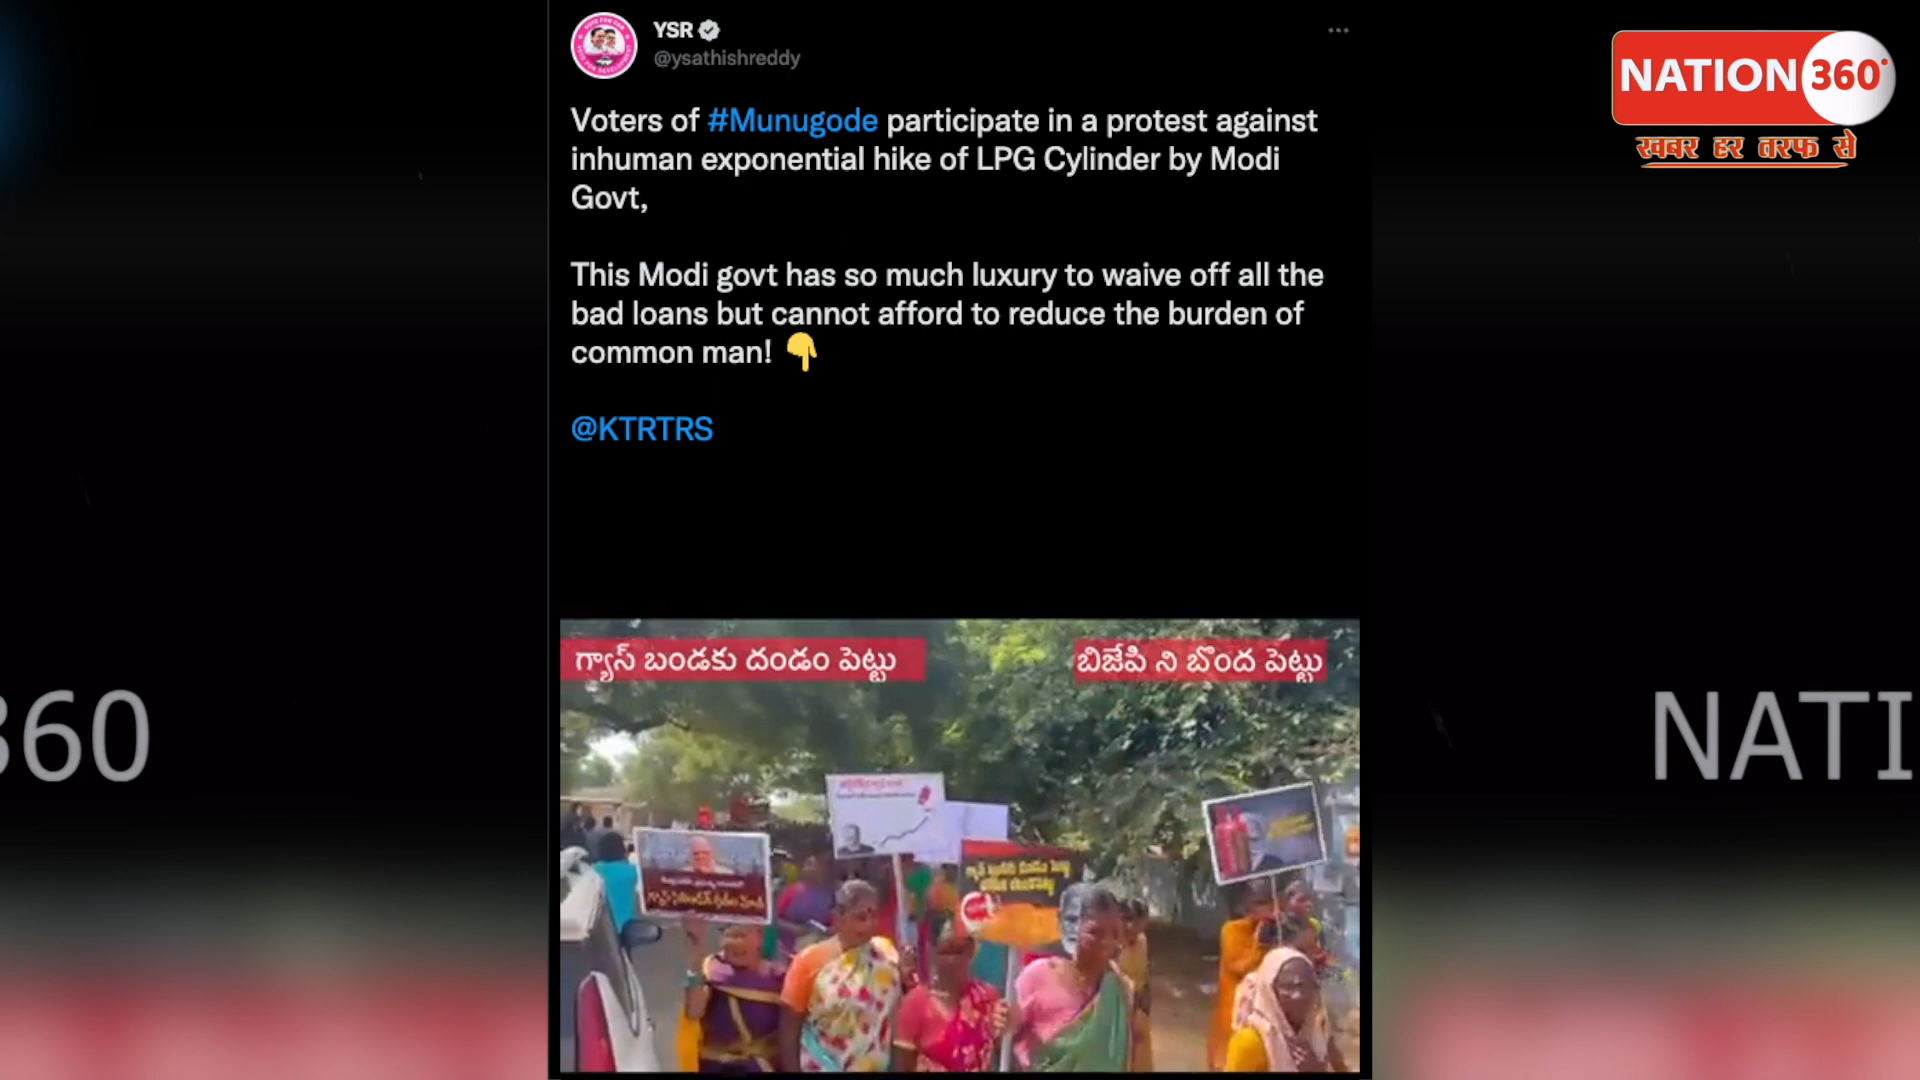 YSR
@ysathishreddy
NATION 360°
खबर हर तरफ से
Voters of #Munugode participate in a protest against
inhuman exponential hike of LPG Cylinder by Modi
Govt,
This Modi govt has so much luxury to waive off all the
bad loans but cannot afford to reduce the burden of
common man! 👇
@KTRTRS
గ్యాస్ బండకు దండం పెట్టు
బిజేపి ని బొంద పెట్టు
360
NATI